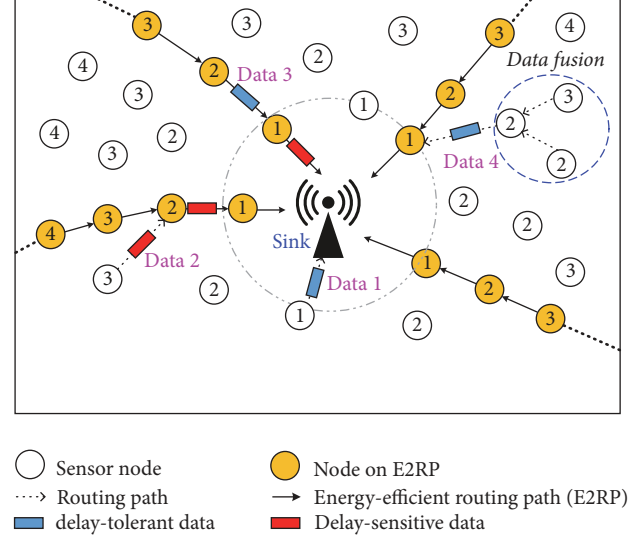 3
3
3
3
4
2
Data fusion
4
2
Data 3
2
3
3
1
2
4
2
1
1
2
3
Data 4
2
2
2
1
3
2
4
Sink
Data 2
1
3
3
2
Data 1
2
1
3
2
Sensor node
Node on E2RP
Routing path
Energy-efficient routing path (E2RP)
delay-tolerant data
Delay-sensitive data